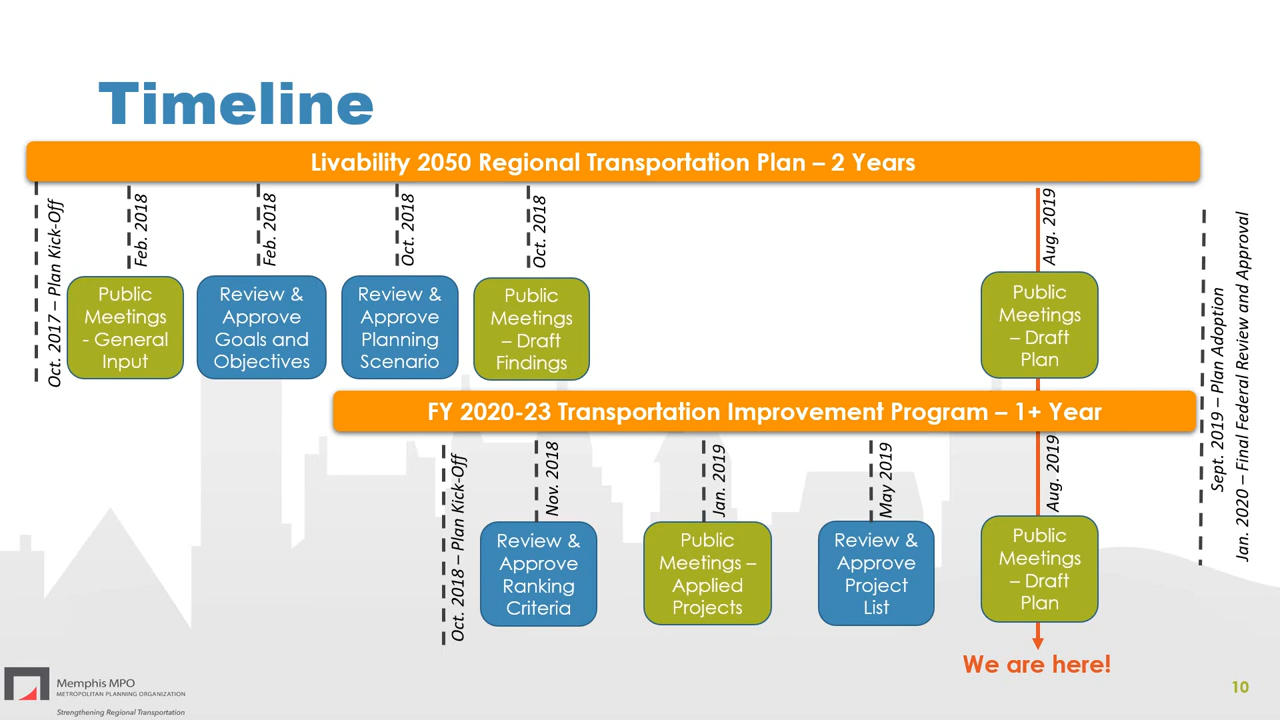 Timeline
Livability 2050 Regional Transportation Plan – 2 Years
Oct. 2017 – Plan Kick-Off
Feb. 2018
Public
Meetings
- General
Input
Feb. 2018
Review &
Approve
Goals and
Objectives
Oct. 2018
Review &
Approve
Planning
Scenario
Oct. 2018
Public
Meetings
– Draft
Findings
Aug. 2019
Public
Meetings
– Draft
Plan
FY 2020-23 Transportation Improvement Program – 1+ Year
Oct. 2018 – Plan Kick-Off
Nov. 2018
Review &
Approve
Ranking
Criteria
Jan. 2019
Public
Meetings –
Applied
Projects
May 2019
Review &
Approve
Project
List
Aug. 2019
Public
Meetings
– Draft
Plan
Sept. 2019 – Plan Adoption
Jan. 2020 – Final Federal Review and Approval
We are here!
Memphis MPO
METROPOLITAN PLANNING ORGANIZATION
Strengthening Regional Transportation
10